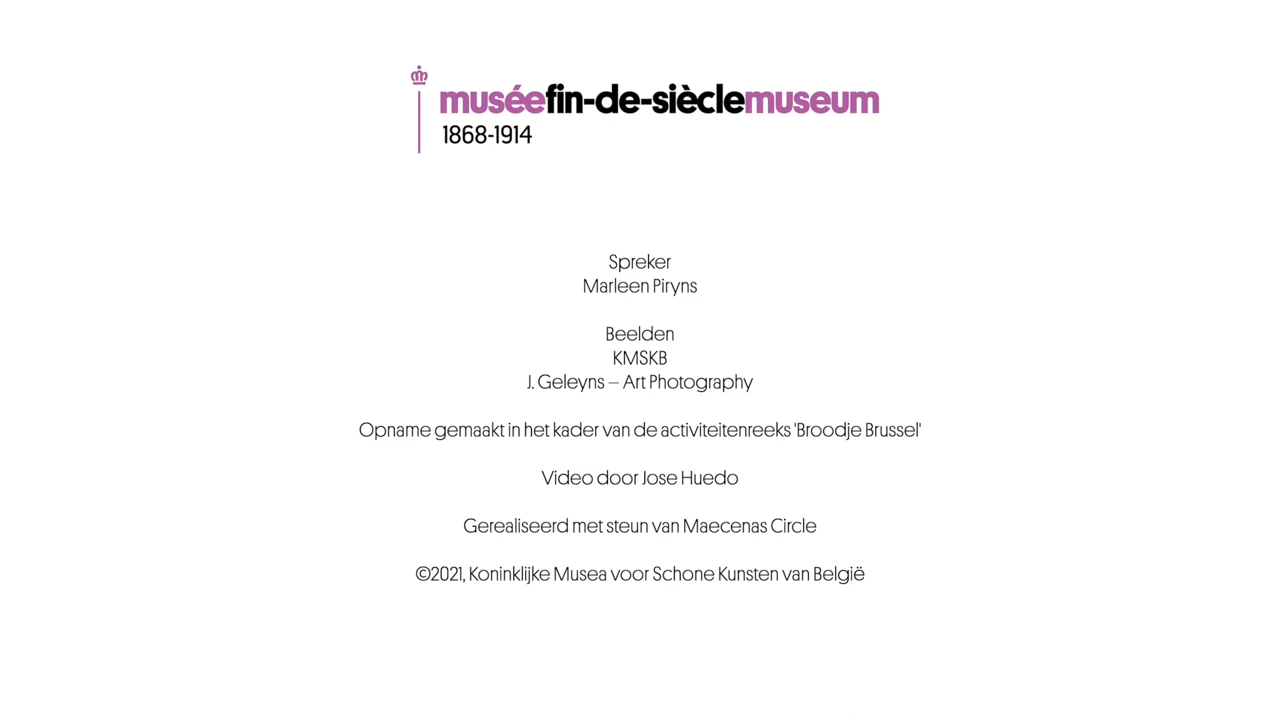 muséefin-de-sièclemuseum
1868-1914
Spreker
Marleen Piryns
Beelden
KMSKB
J. Geleyns – Art Photography
Opname gemaakt in het kader van de activiteitenreeks 'Broodje Brussel'
Video door Jose Huedo
Gerealiseerd met steun van Maecenas Circle
©2021, Koninklijke Musea voor Schone Kunsten van België